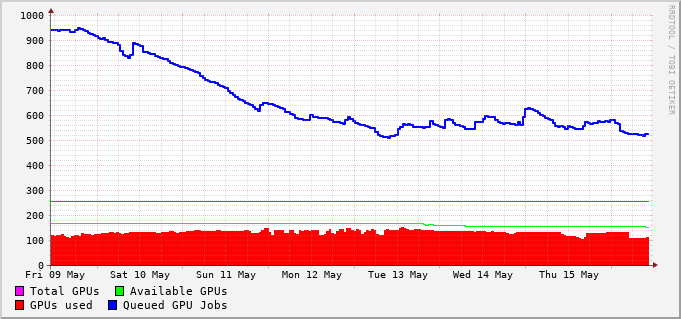 1000
900
800
700
600
500
400
300
200
100
0
Fri 09 May Sat 10 May Sun 11 May Mon 12 May Tue 13 May Wed 14 May Thu 15 May
Total GPUs Available GPUs
GPUs used Queued GPU Jobs
RRDTOOL / TOBI OETIKER